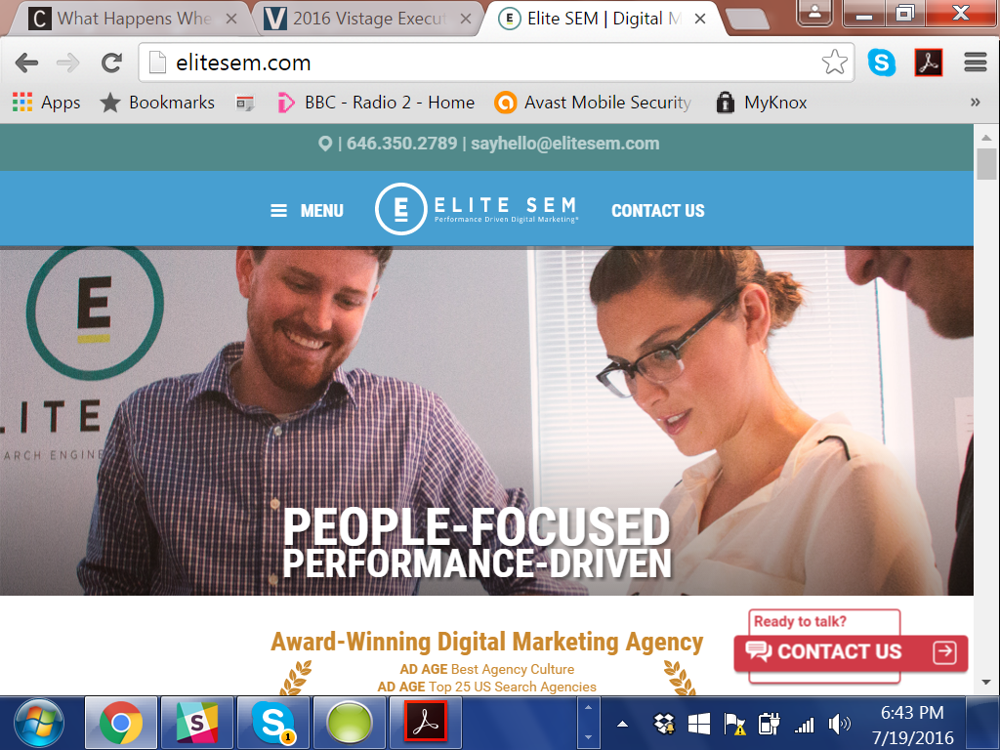 C What Happens Whe
V 2016 Vistage Execut
E Elite SEM | Digital M
elitesem.com
S
Apps Bookmarks BBC - Radio 2 - Home Avast Mobile Security MyKnox »
| 646.350.2789 | sayhello@elitesem.com
MENU
E ELITE SEM
Performance Driven Digital Marketing
CONTACT US
E
LITE
ARCH ENGINE
PEOPLE-FOCUSED
PERFORMANCE-DRIVEN
Award-Winning Digital Marketing Agency
AD AGE Best Agency Culture
AD AGE Top 25 US Search Agencies
Ready to talk?
CONTACT US
S
S 1
6:43 PM
7/19/2016